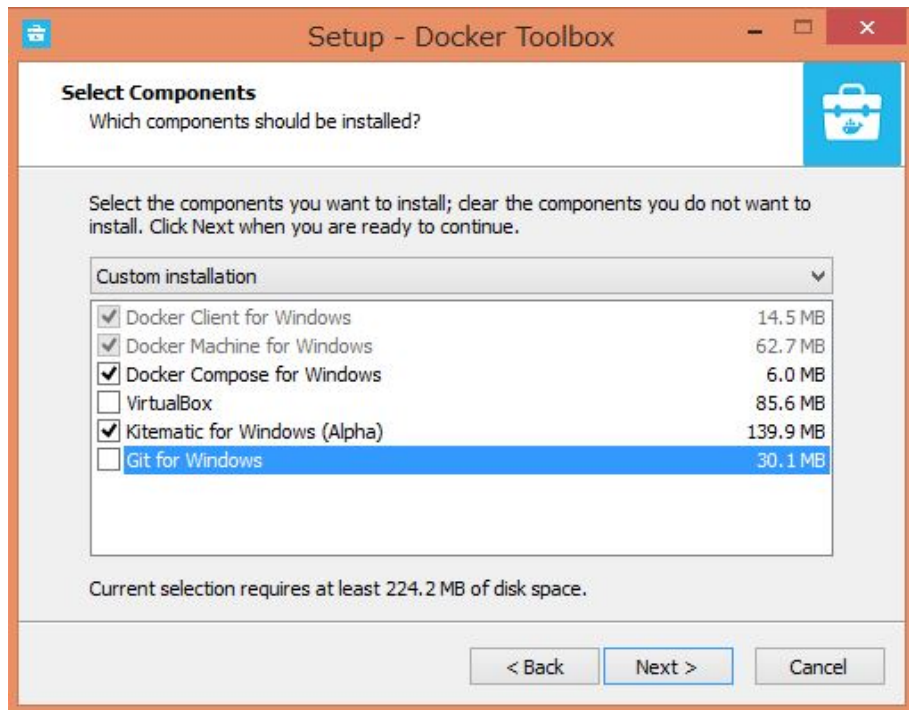 Setup - Docker Toolbox
Select Components
Which components should be installed?
Select the components you want to install; clear the components you do not want to
install. Click Next when you are ready to continue.
Custom installation
Docker Client for Windows 14.5 MB
Docker Machine for Windows 62.7 MB
Docker Compose for Windows 6.0 MB
VirtualBox 85.6 MB
Kitematic for Windows (Alpha) 139.9 MB
Git for Windows 30.1 MB
Current selection requires at least 224.2 MB of disk space.
< Back Next > Cancel